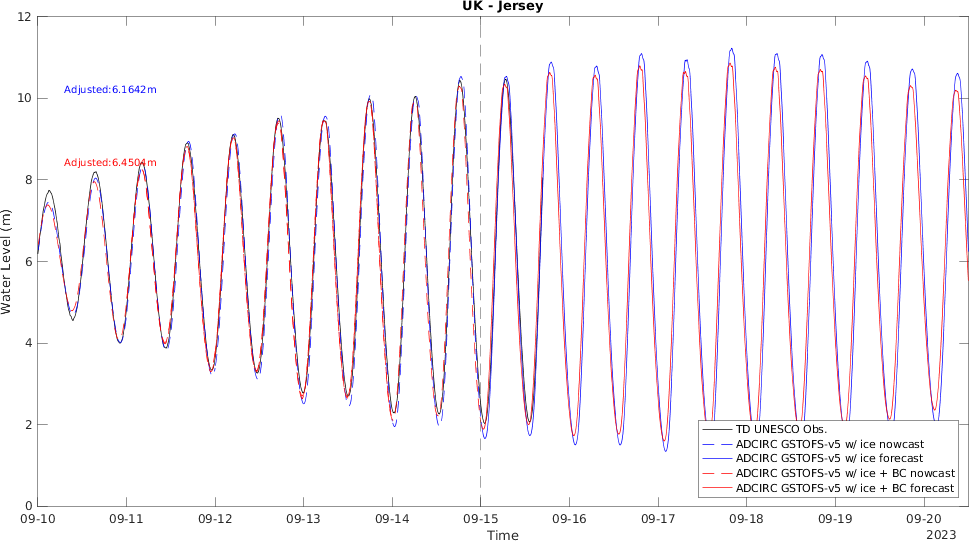 UK - Jersey
12
10
8
6
4
2
0
Water Level (m)
Adjusted:6.1642m
Adjusted:6.4504m
TD UNESCO Obs.
ADCIRC GSTOFS-v5 w/ ice nowcast
ADCIRC GSTOFS-v5 w/ ice forecast
ADCIRC GSTOFS-v5 w/ ice + BC nowcast
ADCIRC GSTOFS-v5 w/ ice + BC forecast
09-10 09-11 09-12 09-13 09-14 09-15 09-16 09-17 09-18 09-19 09-20
Time
2023